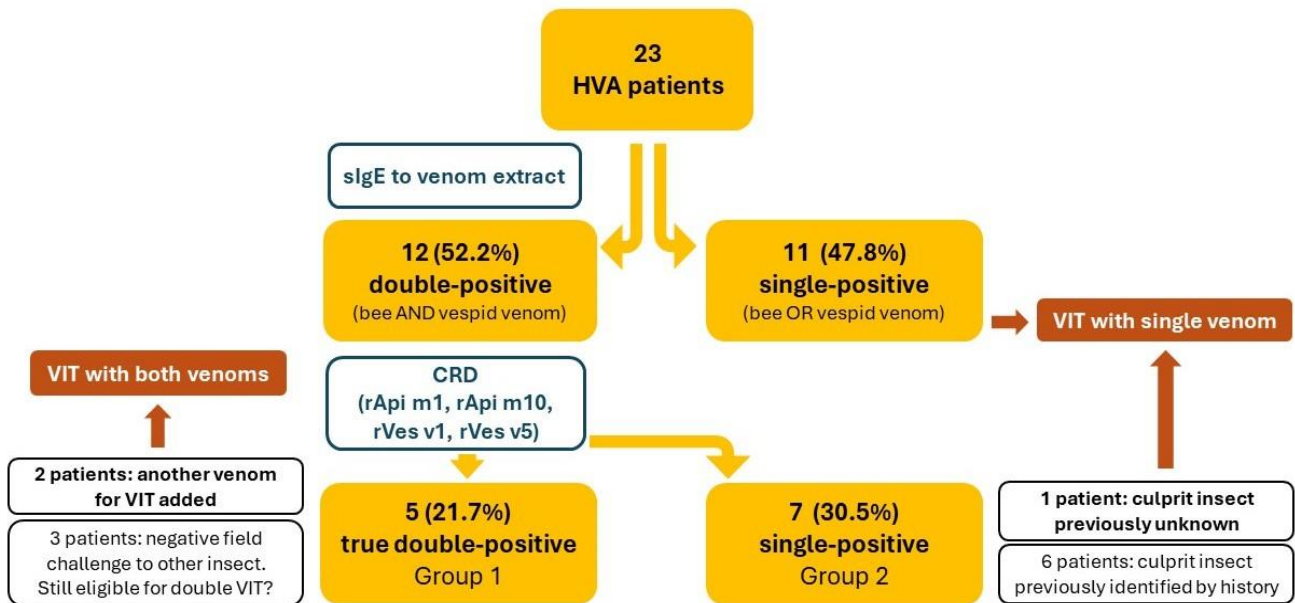 23
HVA patients
sIgE to venom extract
12 (52.2%)
double-positive
(bee AND vespid venom)
11 (47.8%)
single-positive
(bee OR vespid venom)
VIT with single venom
VIT with both venoms
CRD
(rApi m1, rApi m10,
rVes v1, rVes v5)
2 patients: another venom
for VIT added
3 patients: negative field
challenge to other insect.
Still eligible for double VIT?
5 (21.7%)
true double-positive
Group 1
7 (30.5%)
single-positive
Group 2
1 patient: culprit insect
previously unknown
6 patients: culprit insect
previously identified by history